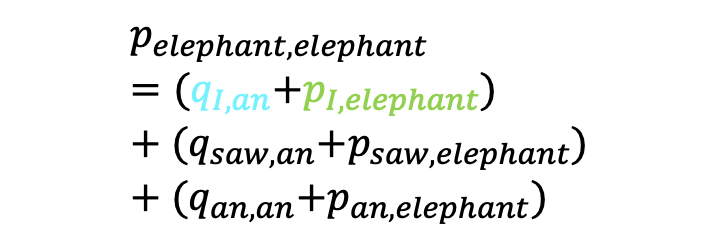 p_{elephant,elephant}
= (q_{I,an}+p_{I,elephant})
+ (q_{saw,an}+p_{saw,elephant})
+ (q_{an,an}+p_{an,elephant})